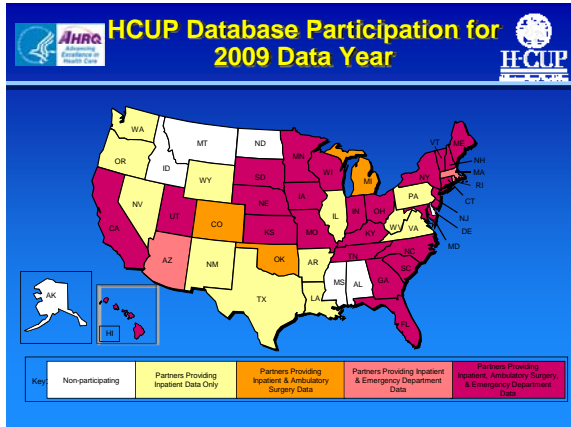 AHRQ
Advancing
Excellence in
Health Care
HCUP Database Participation for
2009 Data Year
H·CUP
WA
MT
ND
MN
VT
ME
OR
ID
WY
SD
WI
MI
NY
NH
MA
RI
CT
NV
UT
CO
NE
IA
IL
IN
OH
PA
NJ
DE
MD
CA
AZ
NM
KS
OK
MO
AR
KY
WV
VA
TN
NC
SC
TX
LA
MS
AL
GA
FL
AK
HI
Key:
Non-participating
Partners Providing
Inpatient Data Only
Partners Providing
Inpatient & Ambulatory
Surgery Data
Partners Providing Inpatient
& Emergency Department
Data
Partners Providing
Inpatient, Ambulatory Surgery,
& Emergency Department
Data